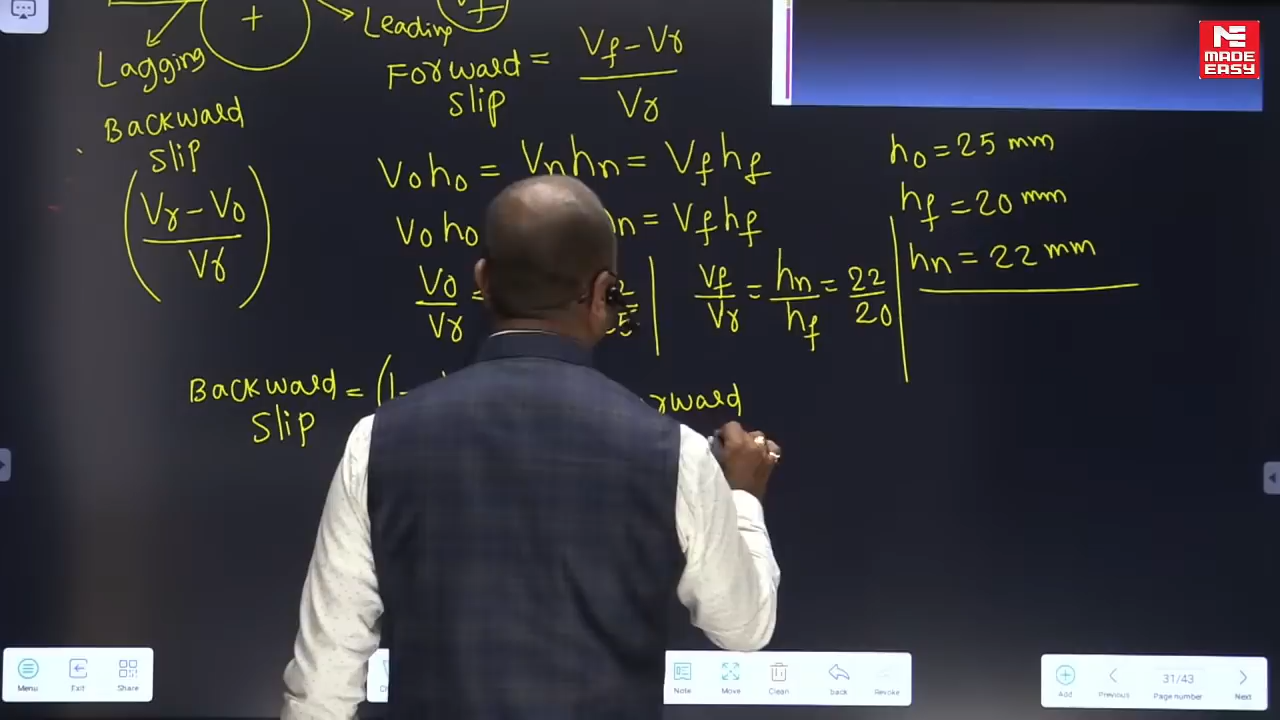 Lagging
Leading
Vf
Forward slip = Vf - Vr / Vr
Backward slip
(Vr - V0 / Vr)
V0h0 = Vnhn = Vfhf
V0h0 n = Vfhf
V0 / Vr =
Vf / Vr = hn / hf = 22 / 20
h0 = 25 mm
hf = 20 mm
hn = 22 mm
Backward slip = (1-
rward
MADE EASY
Menu
Exit
Share
Note
Move
Clean
back
Revoke
Add
Previous
31/43
Page number
Next